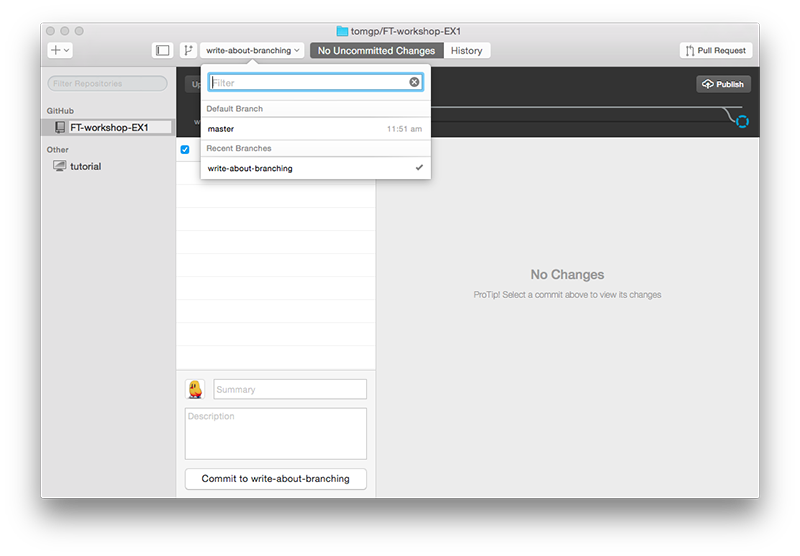 tomgp/FT-workshop-EX1
write-about-branching
No Uncommitted Changes
History
Pull Request
Filter Repositories
Filter
Publish
GitHub
Default Branch
FT-workshop-EX1
master 11:51 am
Other
Recent Branches
tutorial
write-about-branching
No Changes
ProTip! Select a commit above to view its changes
Summary
Description
Commit to write-about-branching